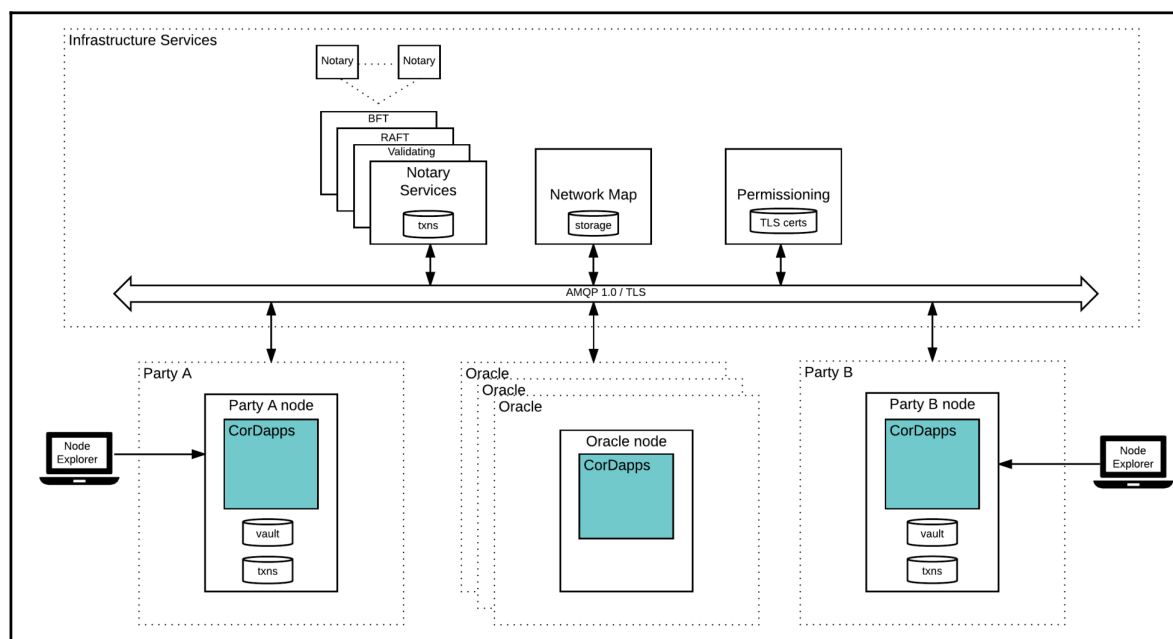 Infrastructure Services
Notary
Notary
BFT
RAFT
Validating
Notary
Services
txns
Network Map
storage
Permissioning
TLS certs
AMQP 1.0 / TLS
Party A
Party A node
CorDapps
vault
txns
Node
Explorer
Oracle
Oracle
Oracle
Oracle node
CorDapps
Party B
Party B node
CorDapps
vault
txns
Node
Explorer